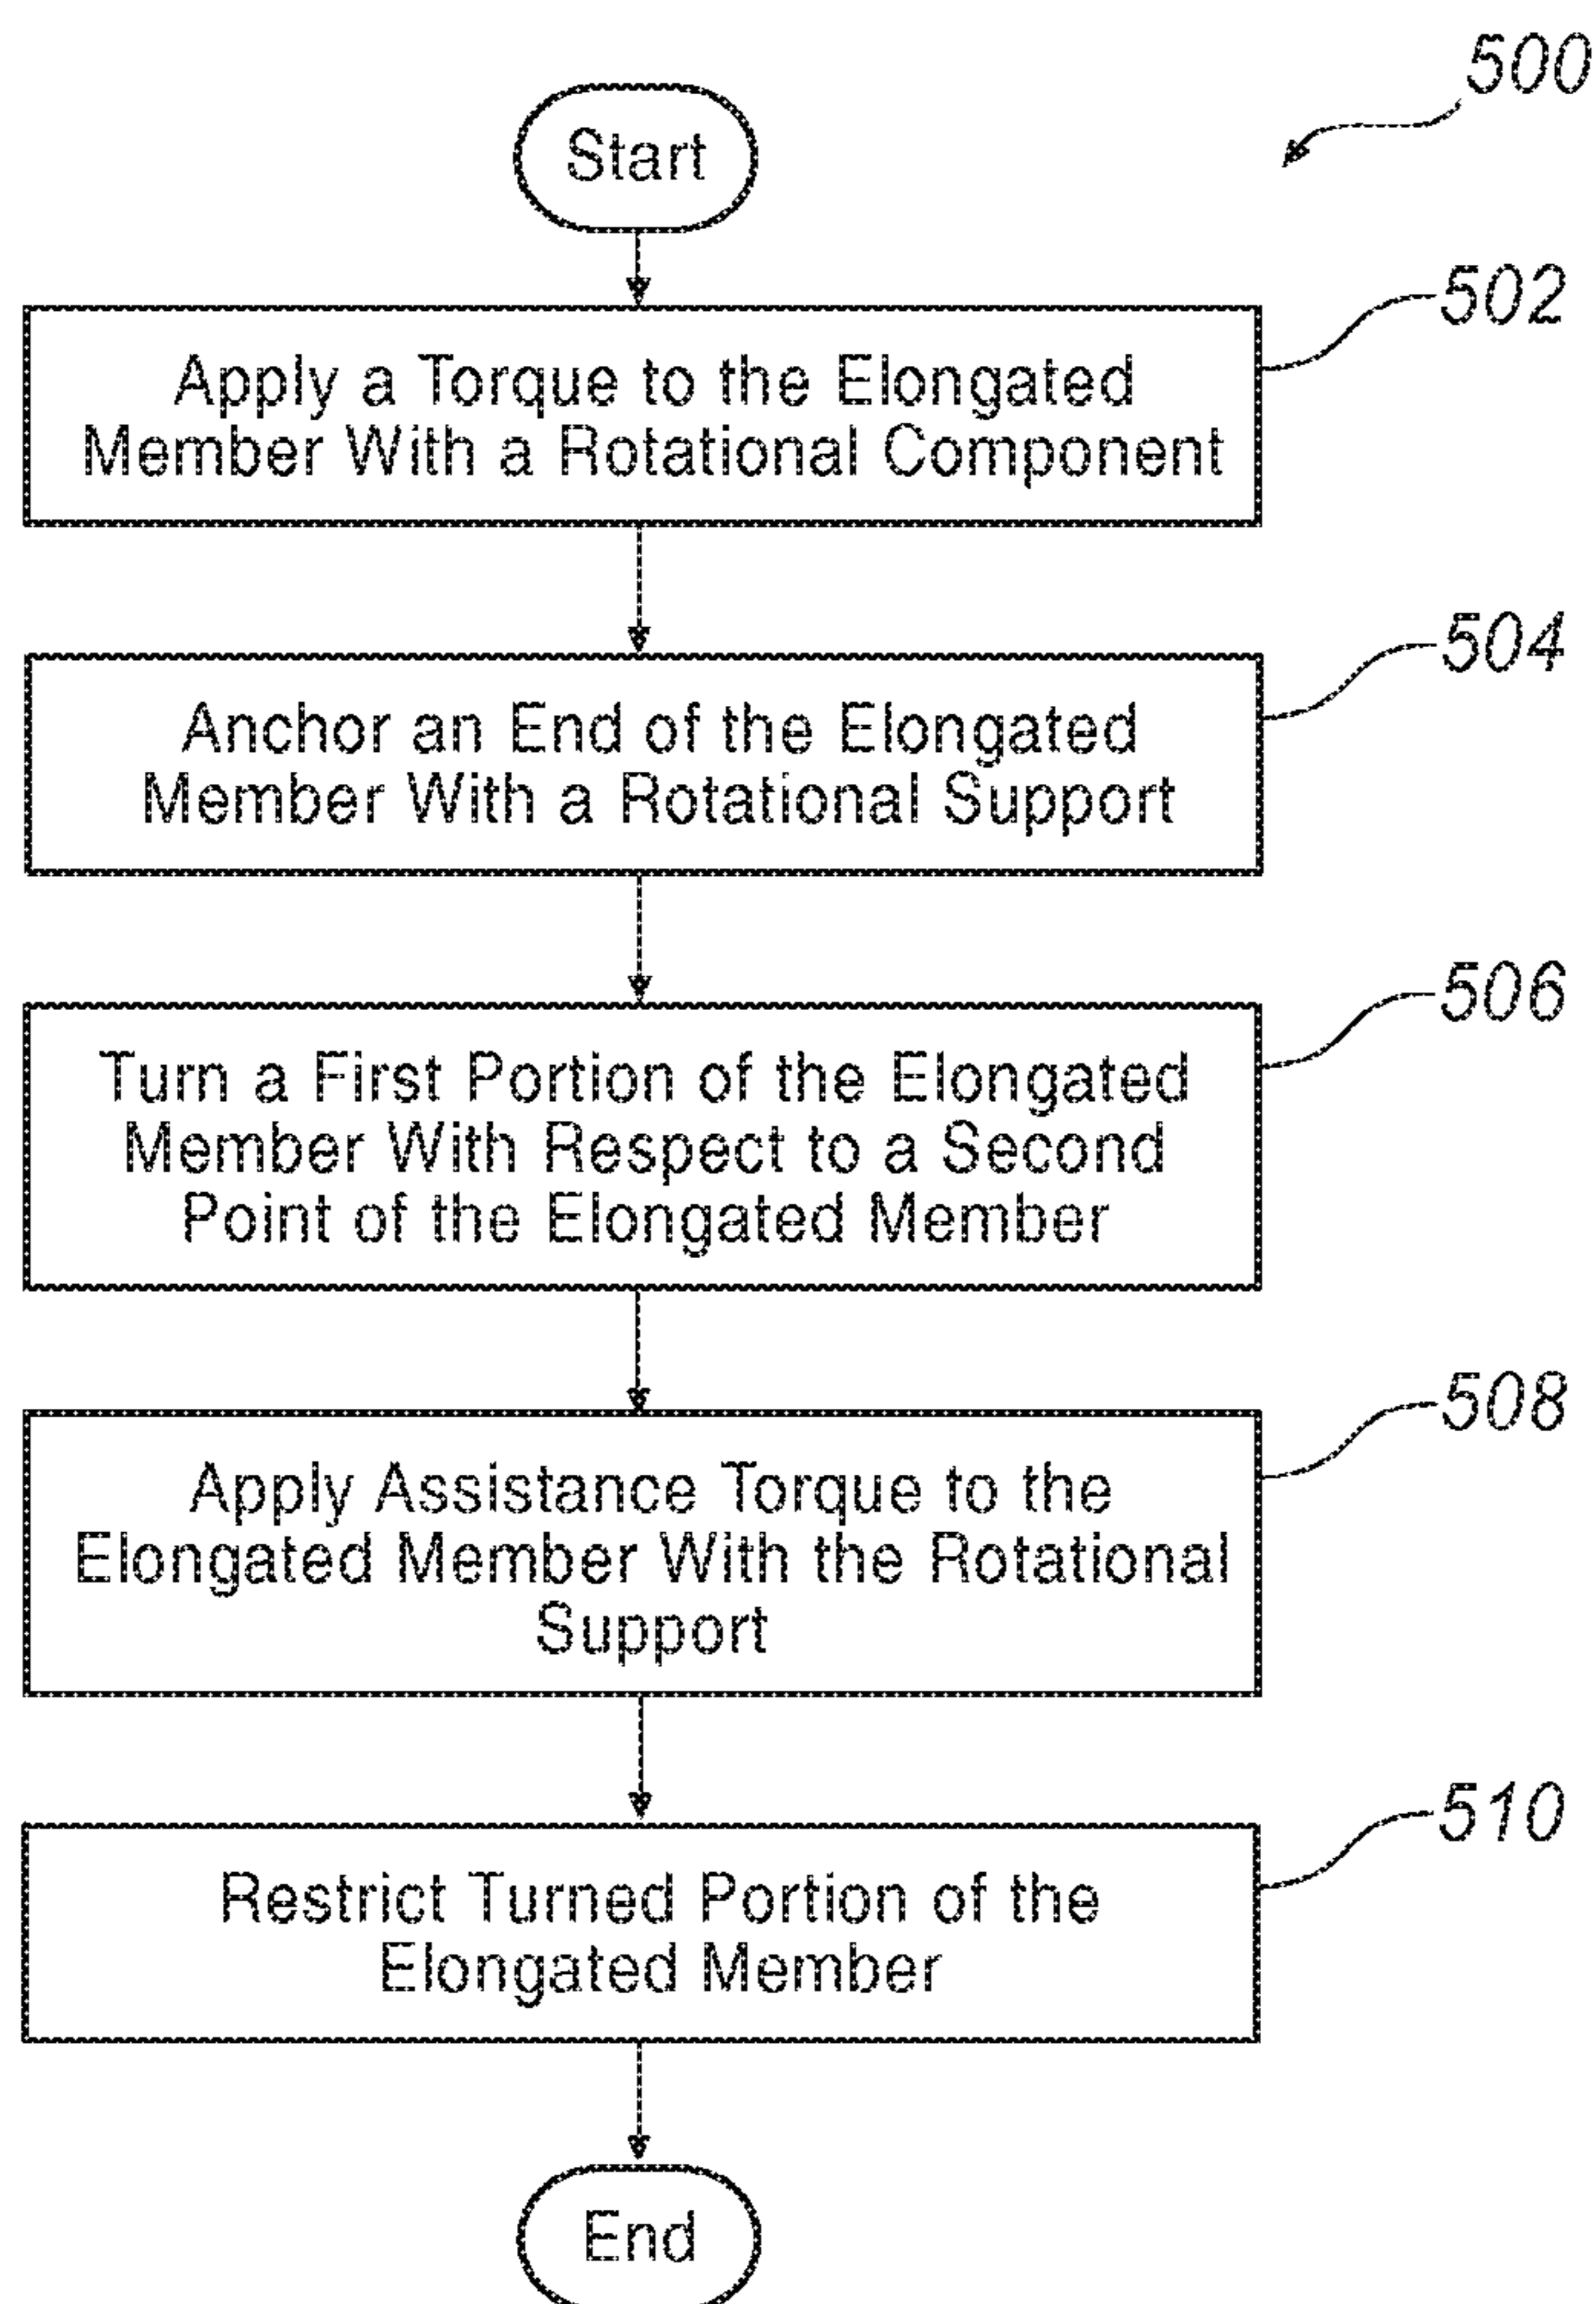 500
Start
502
Apply a Torque to the Elongated
Member With a Rotational Component
504
Anchor an End of the Elongated
Member With a Rotational Support
506
Turn a First Portion of the Elongated
Member With Respect to a Second
Point of the Elongated Member
508
Apply Assistance Torque to the
Elongated Member With the Rotational
Support
510
Restrict Turned Portion of the
Elongated Member
End